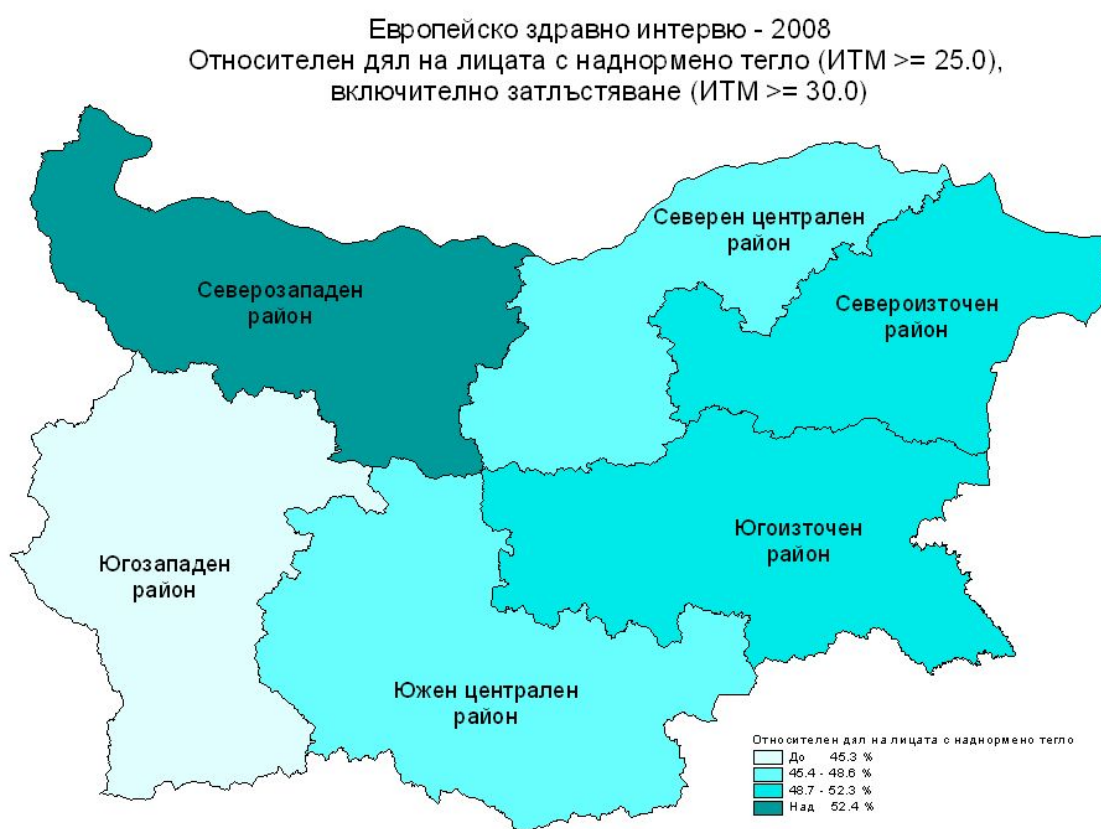 Европейско здравно интервю - 2008
Относителен дял на лицата с наднормено тегло (ИТМ >= 25.0),
включително затлъстяване (ИТМ >= 30.0)
Северен централен
район
Северозападен
район
Североизточен
район
Югоизточен
район
Югозападен
район
Южен централен
район
Относителен дял на лицата с наднормено тегло
До 45.3 %
45.4 - 48.6 %
48.7 - 52.3 %
Над 52.4 %